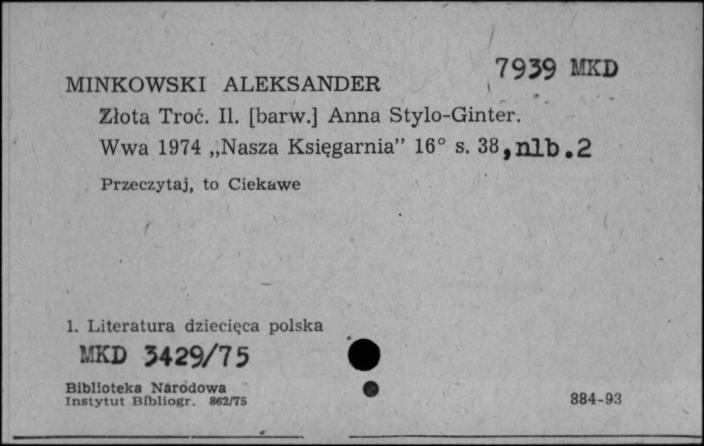 7939 MKD
MINKOWSKI ALEKSANDER
Złota Troć. Il. [barw.] Anna Stylo-Ginter.
Wwa 1974 „Nasza Księgarnia” 16° s. 38, nlb.2
Przeczytaj, to Ciekawe
1. Literatura dziecięca polska
MKD 3429/75
Biblioteka Narodowa
Instytut Bibliogr. 862/75
884-93